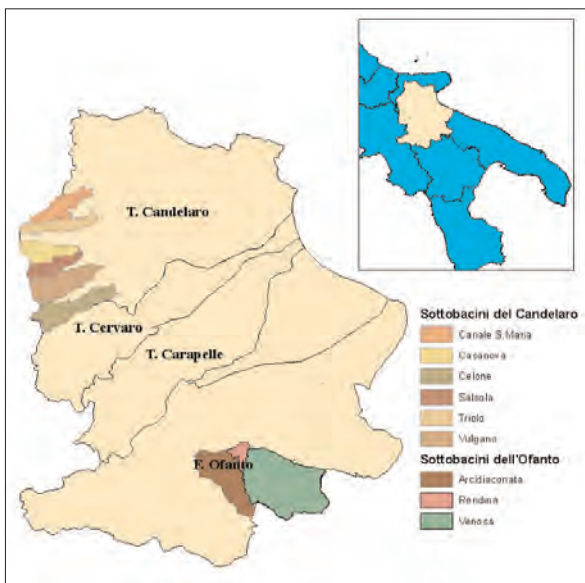 T. Candelaro
T. Cervaro
T. Carapelle
F. Ofanto
Sottobacini del Candelaro
Canale S.Maria
Casanova
Celone
Salsola
Triolo
Vulgano
Sottobacini dell'Ofanto
Arcidiaconata
Rendina
Venosa